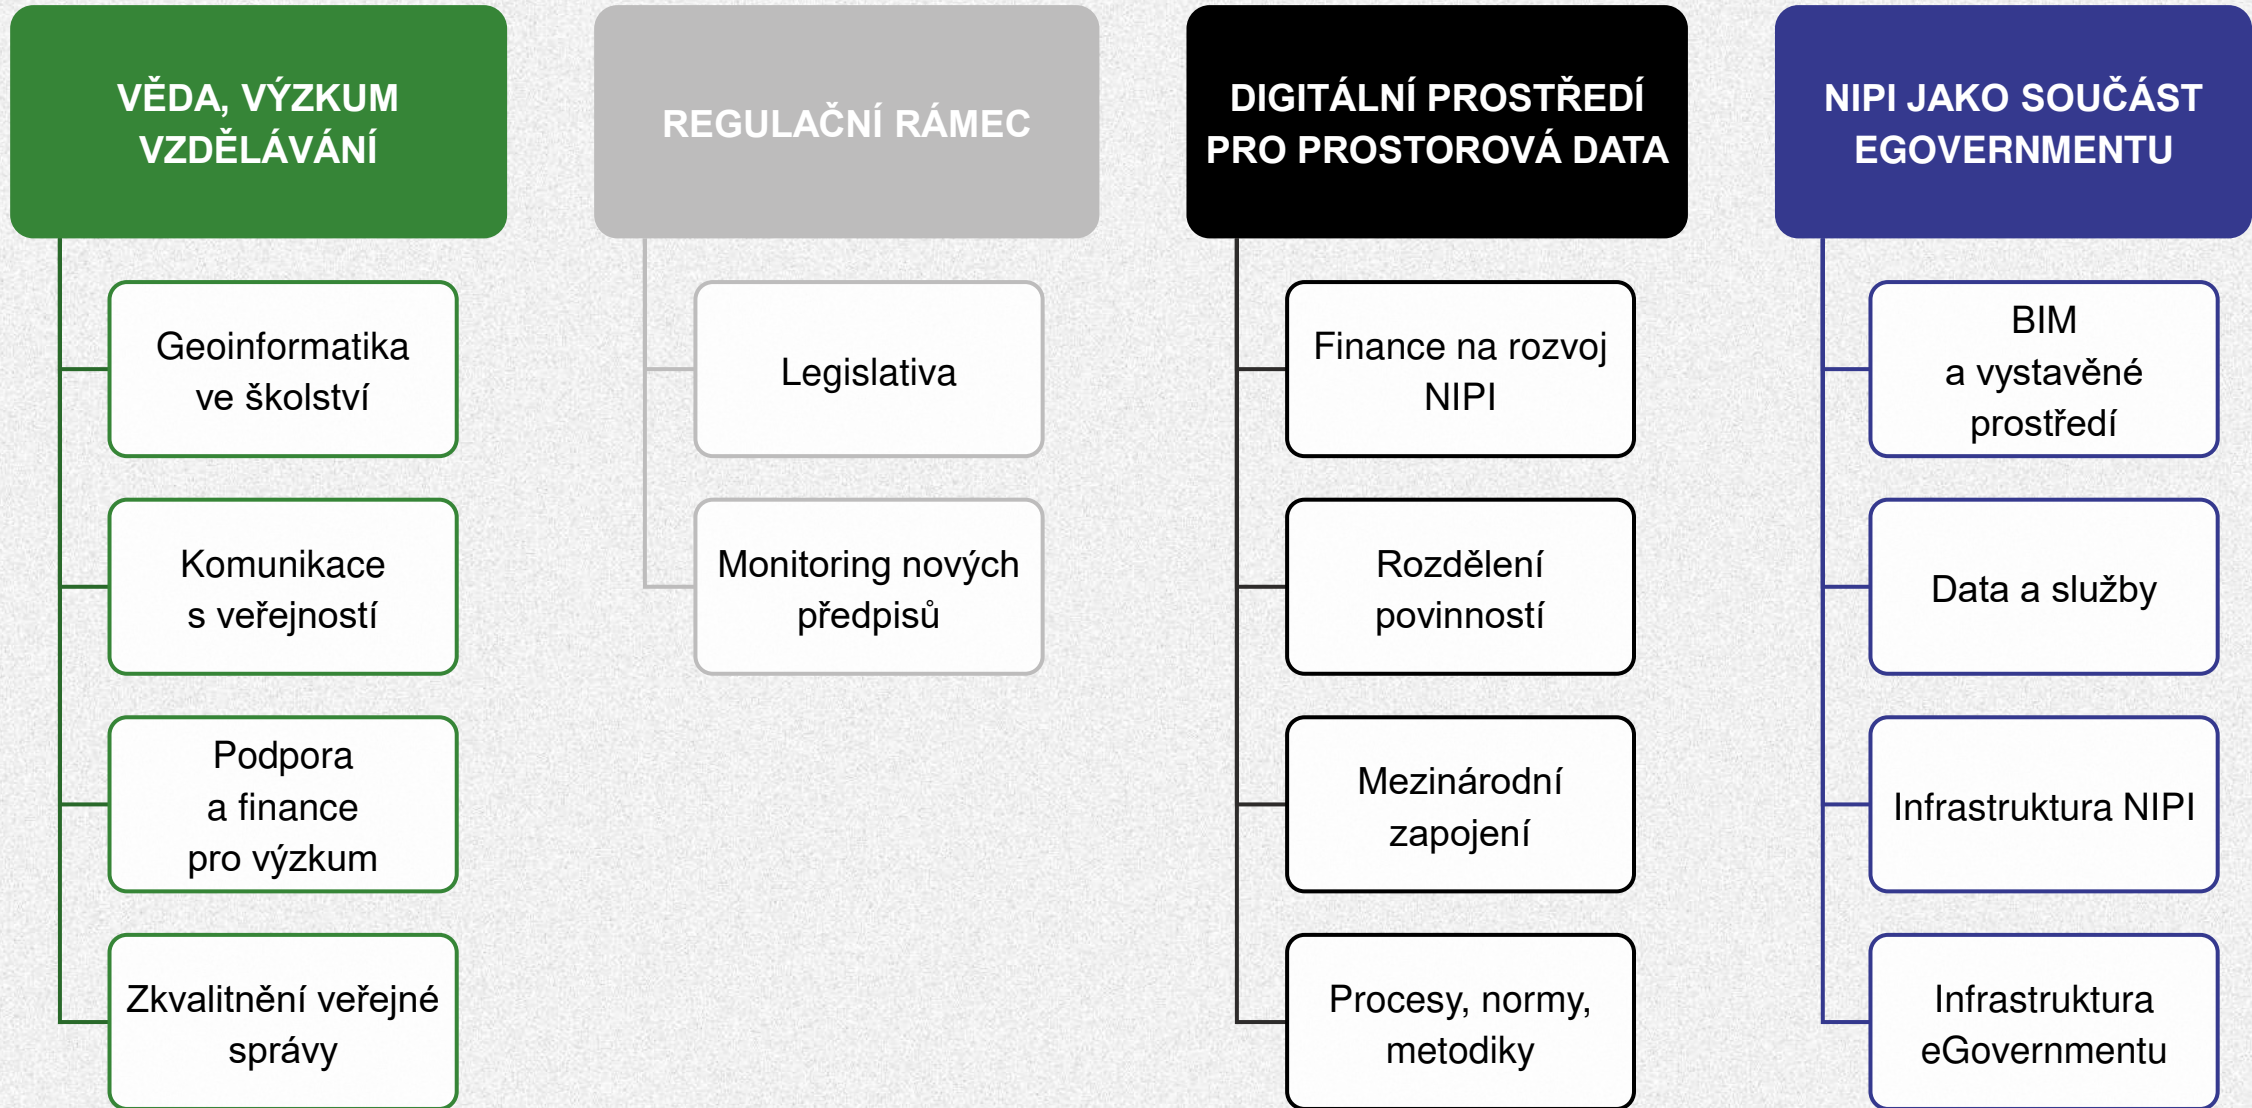 VĚDA, VÝZKUM
VZDĚLÁVÁNÍ
Geoinformatika
ve školství
Komunikace
s veřejností
Podpora
a finance
pro výzkum
Zkvalitnění veřejné
správy
REGULAČNÍ RÁMEC
Legislativa
Monitoring nových
předpisů
DIGITÁLNÍ PROSTŘEDÍ
PRO PROSTOROVÁ DATA
Finance na rozvoj
NIPI
Rozdělení
povinností
Mezinárodní
zapojení
Procesy, normy,
metodiky
NIPI JAKO SOUČÁST
EGOVERNMENTU
BIM
a vystavěné
prostředí
Data a služby
Infrastruktura NIPI
Infrastruktura
eGovernmentu